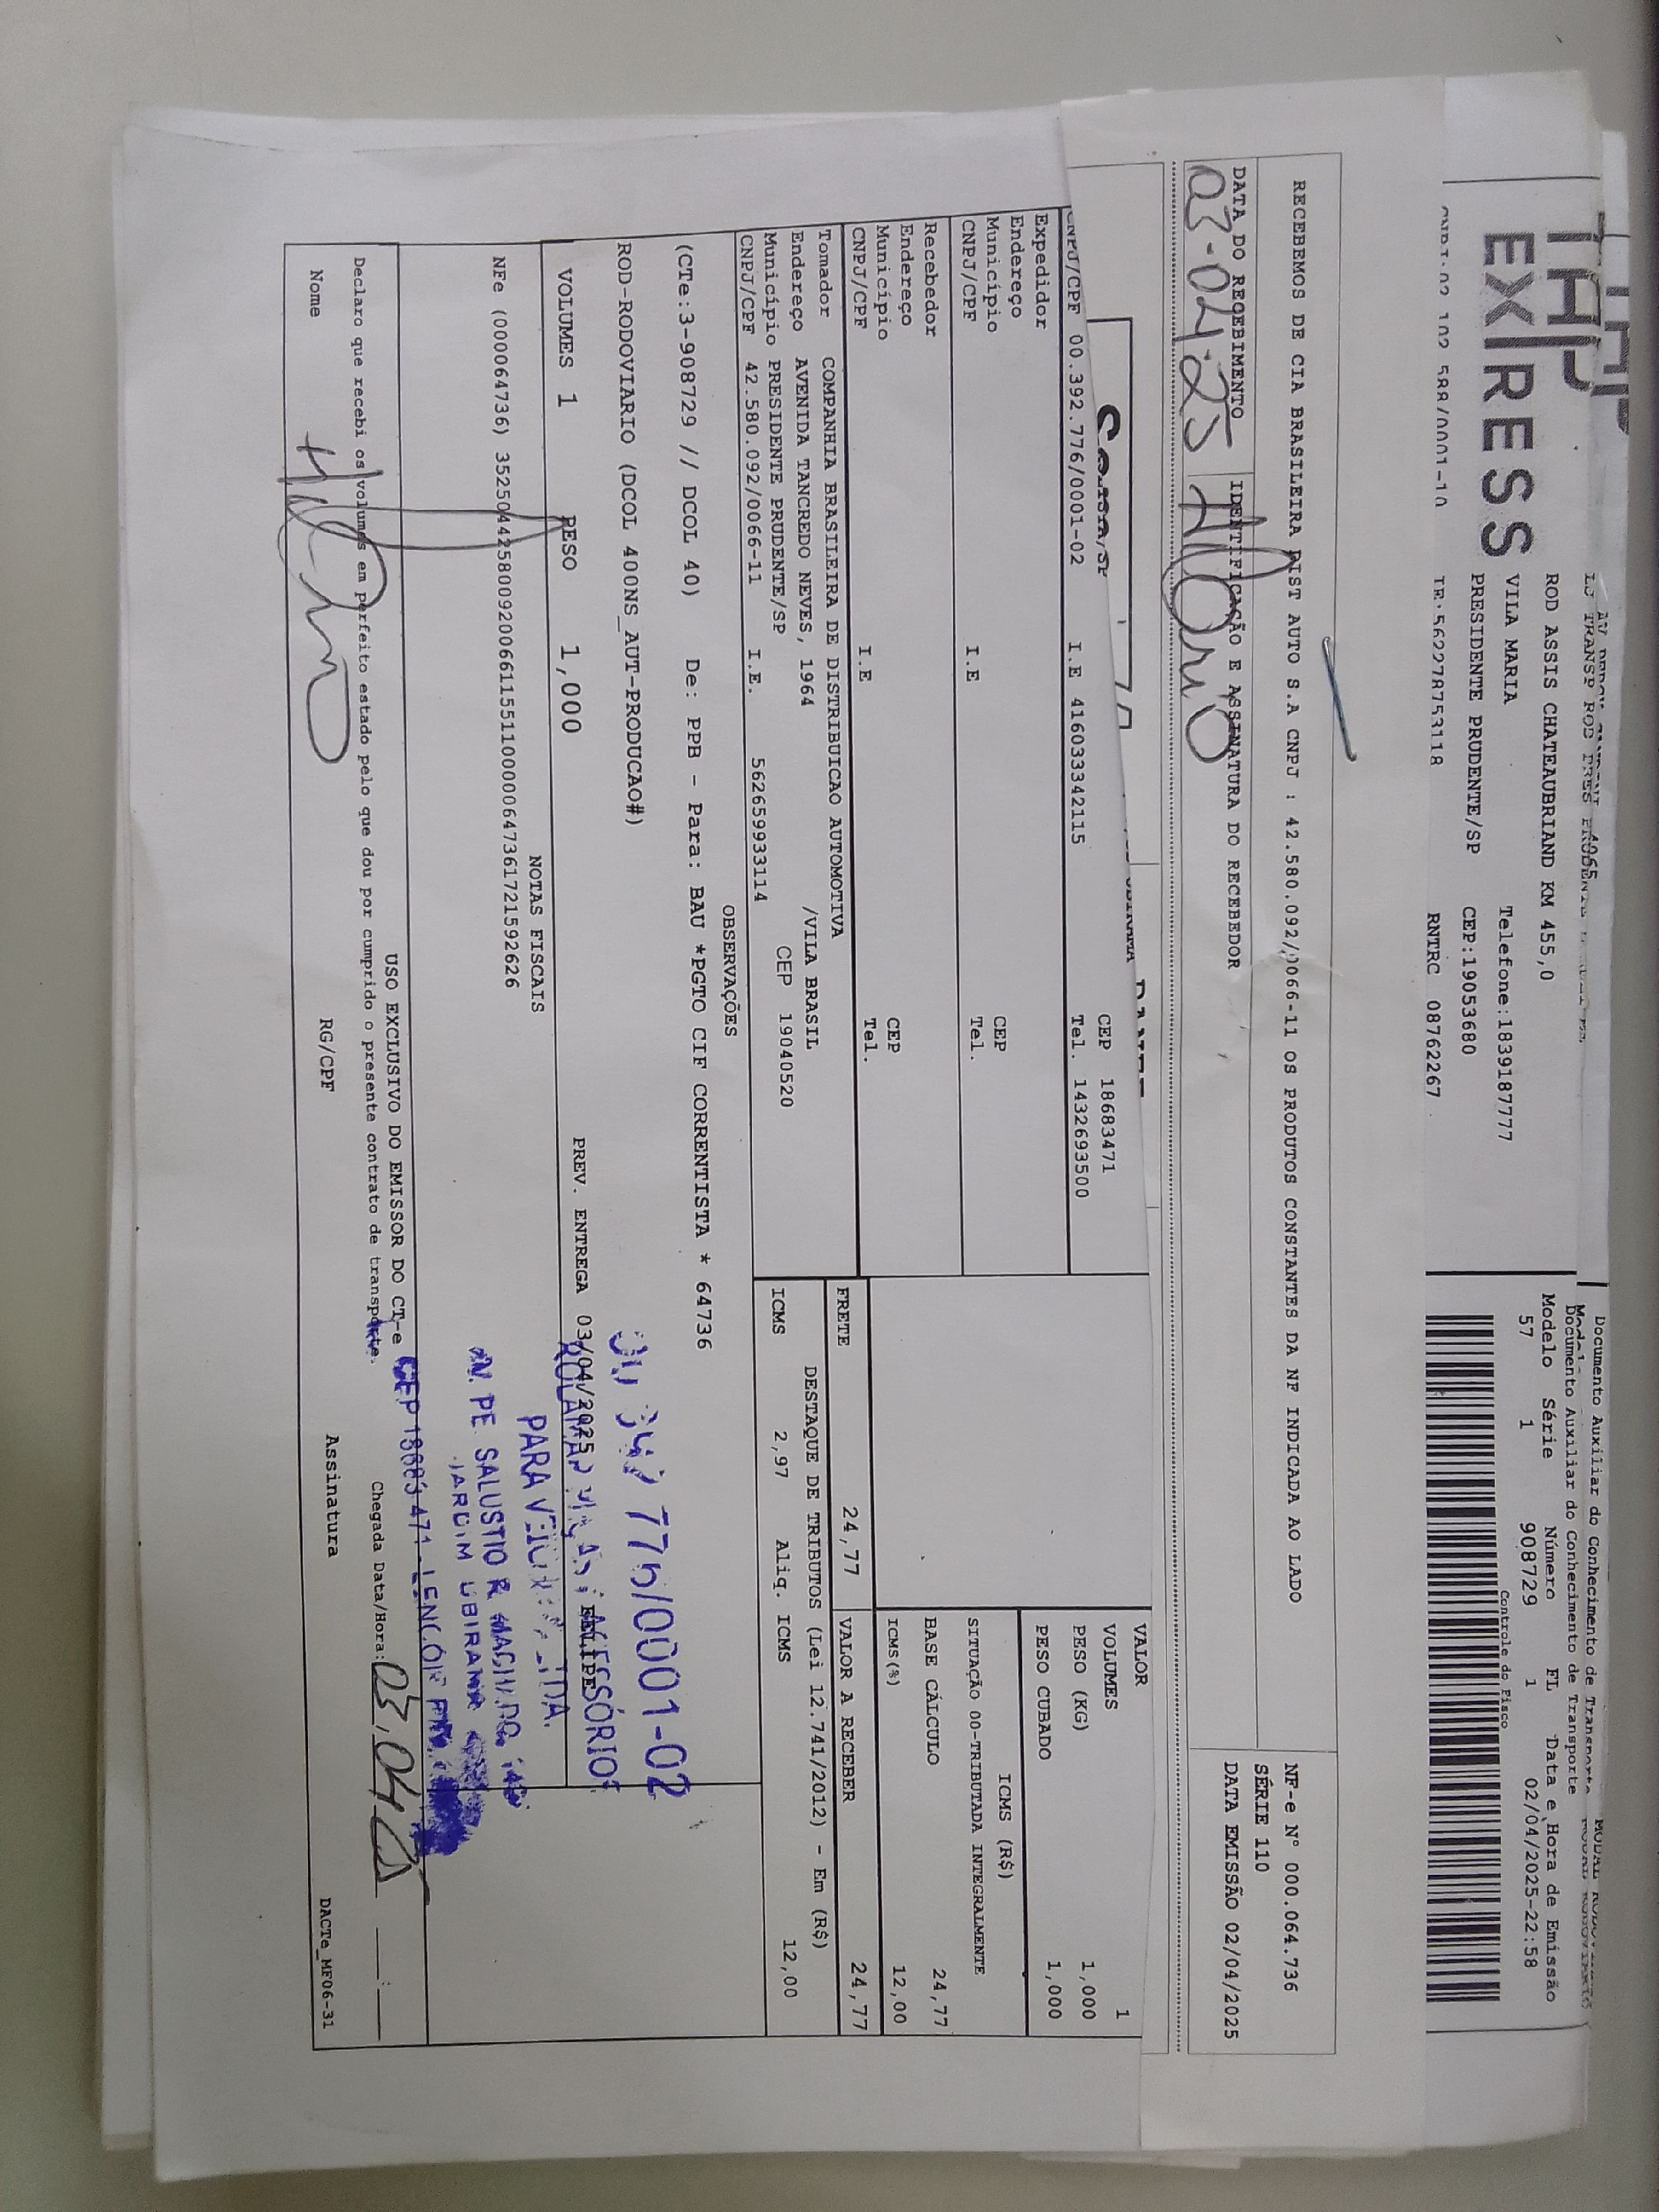 TAP
EXPRESS
ROD ASSIS CHATEAUBRIAND KM 455,0
VILA MARIA Telefone:1839187777
PRESIDENTE PRUDENTE/SP CEP:19053680
RNTRC 08762267
Documento Auxiliar do Conhecimento de Transporte
Modelo Série Número FL Data e Hora de Emissão
57 1 908729 1 02/04/2025-22:58
Controle do Fisco
RECEBEMOS DE CIA BRASILEIRA DIST AUTO S.A CNPJ : 42.580.092/0066-11 OS PRODUTOS CONSTANTES DA NF INDICADA AO LADO
NF-e N° 000.064.736
SÉRIE 110
DATA EMISSÃO 02/04/2025
DATA DO RECEBIMENTO IDENTIFICAÇÃO E ASSINATURA DO RECEBEDOR
03-04-25
CEP 18683471
CNPJ/CPF 00.392.776/0001-02 I.E 416033342115 Tel. 1432693500
Expedidor
Endereço
Município CEP
CNPJ/CPF I.E Tel.
Recebedor
Endereço
Município CEP
CNPJ/CPF I.E Tel.
VALOR
VOLUMES 1
PESO (KG) 1,000
PESO CUBADO 1,000
ICMS (R$)
SITUAÇÃO 00-TRIBUTADA INTEGRALMENTE
BASE CÁLCULO 24,77
ICMS(%) 12,00
FRETE 24,77 VALOR A RECEBER 24,77
Tomador COMPANHIA BRASILEIRA DE DISTRIBUICAO AUTOMOTIVA
Endereço AVENIDA TANCREDO NEVES, 1964 /VILA BRASIL
Município PRESIDENTE PRUDENTE/SP CEP 19040520
CNPJ/CPF 42.580.092/0066-11 I.E. 562659933114
DESTAQUE DE TRIBUTOS (Lei 12.741/2012) - Em (R$)
ICMS 2,97 Aliq. ICMS 12,00
OBSERVAÇÕES
(CTe:3-908729 // DCOL 40) De: PPB - Para: BAU *PGTO CIF CORRENTISTA * 64736
ROD-RODOVIARIO (DCOL 400NS_AUT-PRODUCAO#)
VOLUMES 1 PESO 1,000 PREV. ENTREGA 03/04/2025 FELIPE
NOTAS FISCAIS
NFe (000064736) 35250442580092006611551100000647361721592626
776/0001-02
ACESSÓRIOS
PARA LTDA.
AV. PE SALUSTIO R
JARDIM UBIRAMA
CEP 18683-471
USO EXCLUSIVO DO EMISSOR DO CT-e
Declaro que recebi os volumes em perfeito estado pelo que dou por cumprido o presente contrato de transporte. Chegada Data/Hora: 03,04
Nome RG/CPF Assinatura DACTe_MF06-31